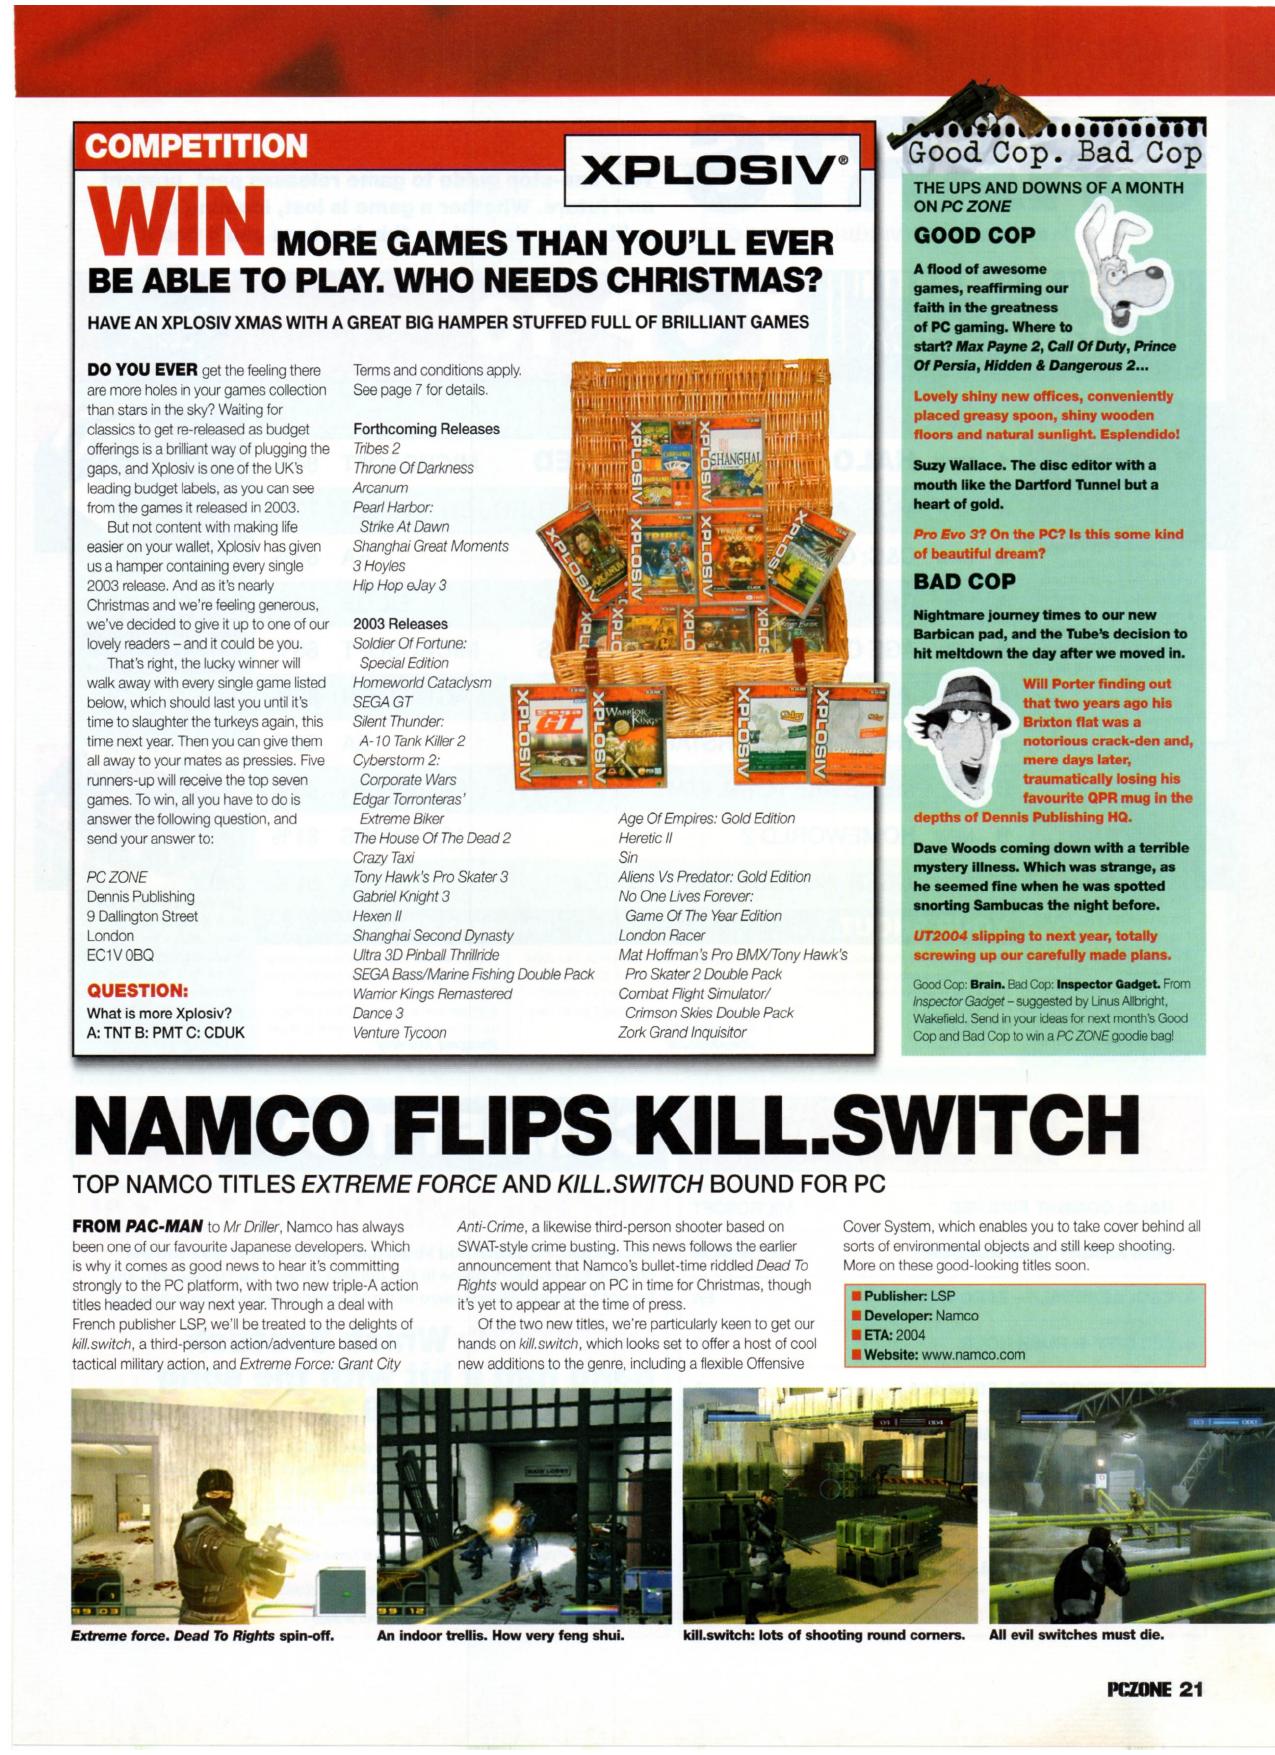 COMPETITION
XPLOSIV®
WIN MORE GAMES THAN YOU'LL EVER
BE ABLE TO PLAY. WHO NEEDS CHRISTMAS?
HAVE AN XPLOSIV XMAS WITH A GREAT BIG HAMPER STUFFED FULL OF BRILLIANT GAMES
DO YOU EVER get the feeling there
are more holes in your games collection
than stars in the sky? Waiting for
classics to get re-released as budget
offerings is a brilliant way of plugging the
gaps, and Xplosiv is one of the UK's
leading budget labels, as you can see
from the games it released in 2003.
But not content with making life
easier on your wallet, Xplosiv has given
us a hamper containing every single
2003 release. And as it's nearly
Christmas and we're feeling generous,
we've decided to give it up to one of our
lovely readers – and it could be you.
That's right, the lucky winner will
walk away with every single game listed
below, which should last you until it's
time to slaughter the turkeys again, this
time next year. Then you can give them
all away to your mates as pressies. Five
runners-up will receive the top seven
games. To win, all you have to do is
answer the following question, and
send your answer to:
PC ZONE
Dennis Publishing
9 Dallington Street
London
EC1V 0BQ
QUESTION:
What is more Xplosiv?
A: TNT B: PMT C: CDUK
Terms and conditions apply.
See page 7 for details.
Forthcoming Releases
Tribes 2
Throne Of Darkness
Arcanum
Pearl Harbor:
Strike At Dawn
Shanghai Great Moments
3 Hoyles
Hip Hop eJay 3
2003 Releases
Soldier Of Fortune:
Special Edition
Homeworld Cataclysm
SEGA GT
Silent Thunder:
A-10 Tank Killer 2
Cyberstorm 2:
Corporate Wars
Edgar Torronteras'
Extreme Biker
The House Of The Dead 2
Crazy Taxi
Tony Hawk's Pro Skater 3
Gabriel Knight 3
Hexen II
Shanghai Second Dynasty
Ultra 3D Pinball Thrillride
SEGA Bass/Marine Fishing Double Pack
Warrior Kings Remastered
Dance 3
Venture Tycoon
Age Of Empires: Gold Edition
Heretic II
Sin
Aliens Vs Predator: Gold Edition
No One Lives Forever:
Game Of The Year Edition
London Racer
Mat Hoffman's Pro BMX/Tony Hawk's
Pro Skater 2 Double Pack
Combat Flight Simulator/
Crimson Skies Double Pack
Zork Grand Inquisitor
XPLOSIV
XPLOSIV
SHANGHAI
XPLOSIV
TRIBES
XPLOSIV
XPLOSIV
XPLOSIV
SEGA GT
XPLOSIV
WARRIOR KINGS
XPLOSIV
XPLOSIV
Good Cop. Bad Cop
THE UPS AND DOWNS OF A MONTH
ON PC ZONE
GOOD COP
A flood of awesome
games, reaffirming our
faith in the greatness
of PC gaming. Where to
start? Max Payne 2, Call Of Duty, Prince
Of Persia, Hidden & Dangerous 2...
Lovely shiny new offices, conveniently
placed greasy spoon, shiny wooden
floors and natural sunlight. Esplendido!
Suzy Wallace. The disc editor with a
mouth like the Dartford Tunnel but a
heart of gold.
Pro Evo 3? On the PC? Is this some kind
of beautiful dream?
BAD COP
Nightmare journey times to our new
Barbican pad, and the Tube's decision to
hit meltdown the day after we moved in.
Will Porter finding out
that two years ago his
Brixton flat was a
notorious crack-den and,
mere days later,
traumatically losing his
favourite QPR mug in the
depths of Dennis Publishing HQ.
Dave Woods coming down with a terrible
mystery illness. Which was strange, as
he seemed fine when he was spotted
snorting Sambucas the night before.
UT2004 slipping to next year, totally
screwing up our carefully made plans.
Good Cop: Brain. Bad Cop: Inspector Gadget. From
Inspector Gadget – suggested by Linus Allbright,
Wakefield. Send in your ideas for next month's Good
Cop and Bad Cop to win a PC ZONE goodie bag!
NAMCO FLIPS KILL.SWITCH
TOP NAMCO TITLES EXTREME FORCE AND KILL.SWITCH BOUND FOR PC
FROM PAC-MAN to Mr Driller, Namco has always
been one of our favourite Japanese developers. Which
is why it comes as good news to hear it's committing
strongly to the PC platform, with two new triple-A action
titles headed our way next year. Through a deal with
French publisher LSP, we'll be treated to the delights of
kill.switch, a third-person action/adventure based on
tactical military action, and Extreme Force: Grant City
Anti-Crime, a likewise third-person shooter based on
SWAT-style crime busting. This news follows the earlier
announcement that Namco's bullet-time riddled Dead To
Rights would appear on PC in time for Christmas, though
it's yet to appear at the time of press.
Of the two new titles, we're particularly keen to get our
hands on kill.switch, which looks set to offer a host of cool
new additions to the genre, including a flexible Offensive
Cover System, which enables you to take cover behind all
sorts of environmental objects and still keep shooting.
More on these good-looking titles soon.
Publisher: LSP
Developer: Namco
ETA: 2004
Website: www.namco.com
99 03
MAIN LOBBY
99 12
Extreme force. Dead To Rights spin-off.
An indoor trellis. How very feng shui.
kill.switch: lots of shooting round corners.
All evil switches must die.
PCZONE 21